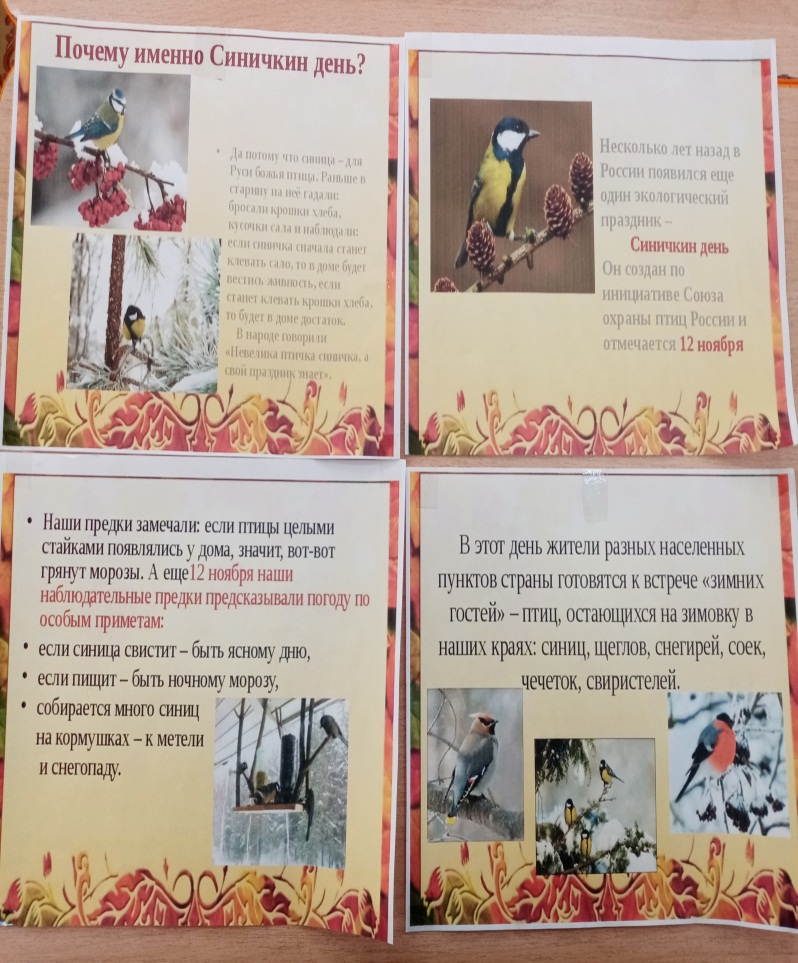 Почему именно Синичкин день?
• Да потому что синица – для
Руси божья птица. Раньше в
старину на неё гадали:
бросали крошки хлеба,
кусочки сала и наблюдали:
если синичка сначала станет
клевать сало, то в доме будет
вестись живность, если
станет клевать крошки хлеба,
то будет в доме достаток.
В народе говорили
«Невелика птичка синичка, а
свой праздник знает».
Несколько лет назад в
России появился еще
один экологический
праздник –
Синичкин день
Он создан по
инициативе Союза
охраны птиц России и
отмечается 12 ноября
• Наши предки замечали: если птицы целыми
стайками появлялись у дома, значит, вот-вот
грянут морозы. А еще12 ноября наши
наблюдательные предки предсказывали погоду по
особым приметам:
• если синица свистит – быть ясному дню,
• если пищит – быть ночному морозу,
• собирается много синиц
на кормушках – к метели
и снегопаду.
В этот день жители разных населенных
пунктов страны готовятся к встрече «зимних
гостей» – птиц, остающихся на зимовку в
наших краях: синиц, щеглов, снегирей, соек,
чечеток, свиристелей.